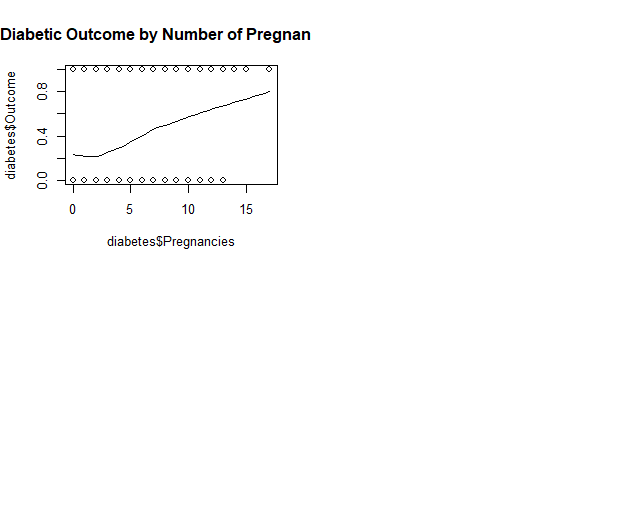 Diabetic Outcome by Number of Pregnan
diabetes$Outcome
0.8
0.4
0.0
0 5 10 15
diabetes$Pregnancies